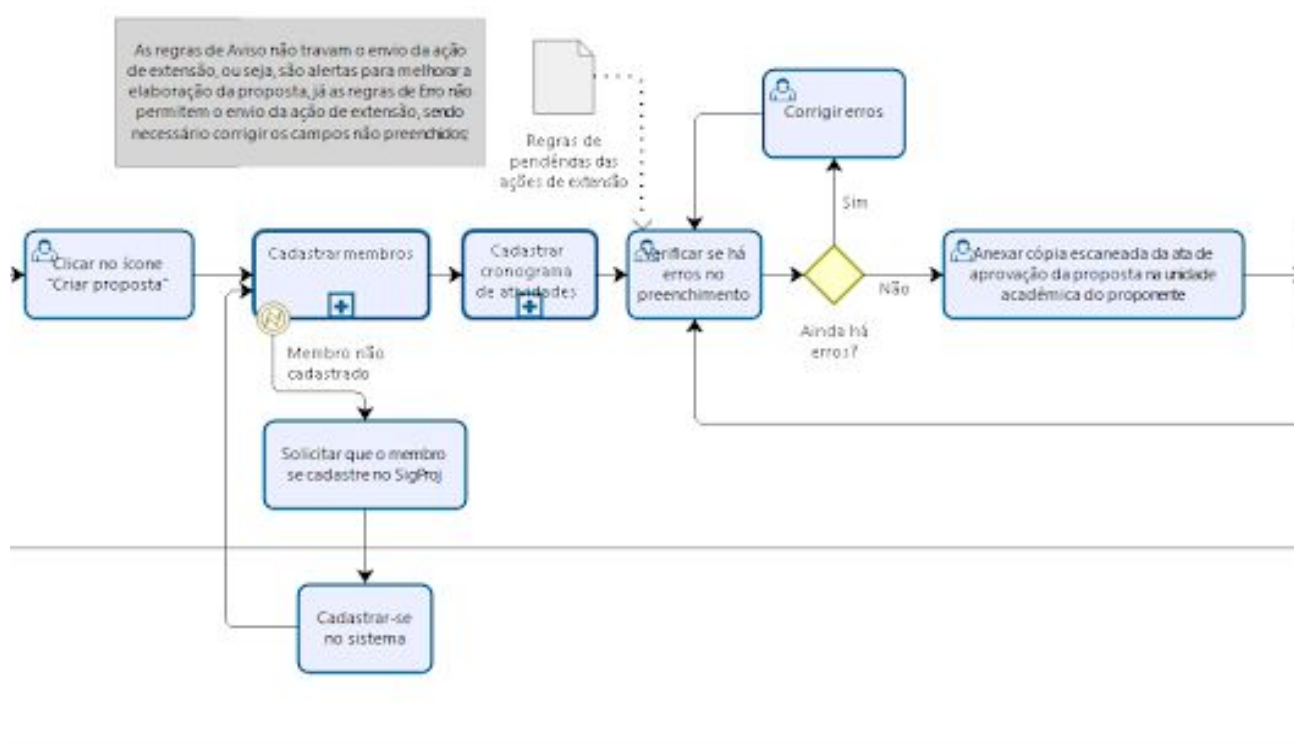 As regras de Aviso não travam o envio da ação
de extensão, ou seja, são alertas para melhorar a
elaboração da proposta, já as regras de Erro não
permitem o envio da ação de extensão, sendo
necessário corrigir os campos não preenchidos;
Regras de
pendências das
ações de extensão
Corrigir erros
Sim
Clicar no ícone
"Criar proposta"
Cadastrar membros
Cadastrar
cronograma
de atividades
Verificar se há
erros no
preenchimento
Não
Ainda há
erros?
Anexar cópia escaneada da ata de
aprovação da proposta na unidade
acadêmica do proponente
Membro não
cadastrado
Solicitar que o membro
se cadastre no SigProj
Cadastrar-se
no sistema